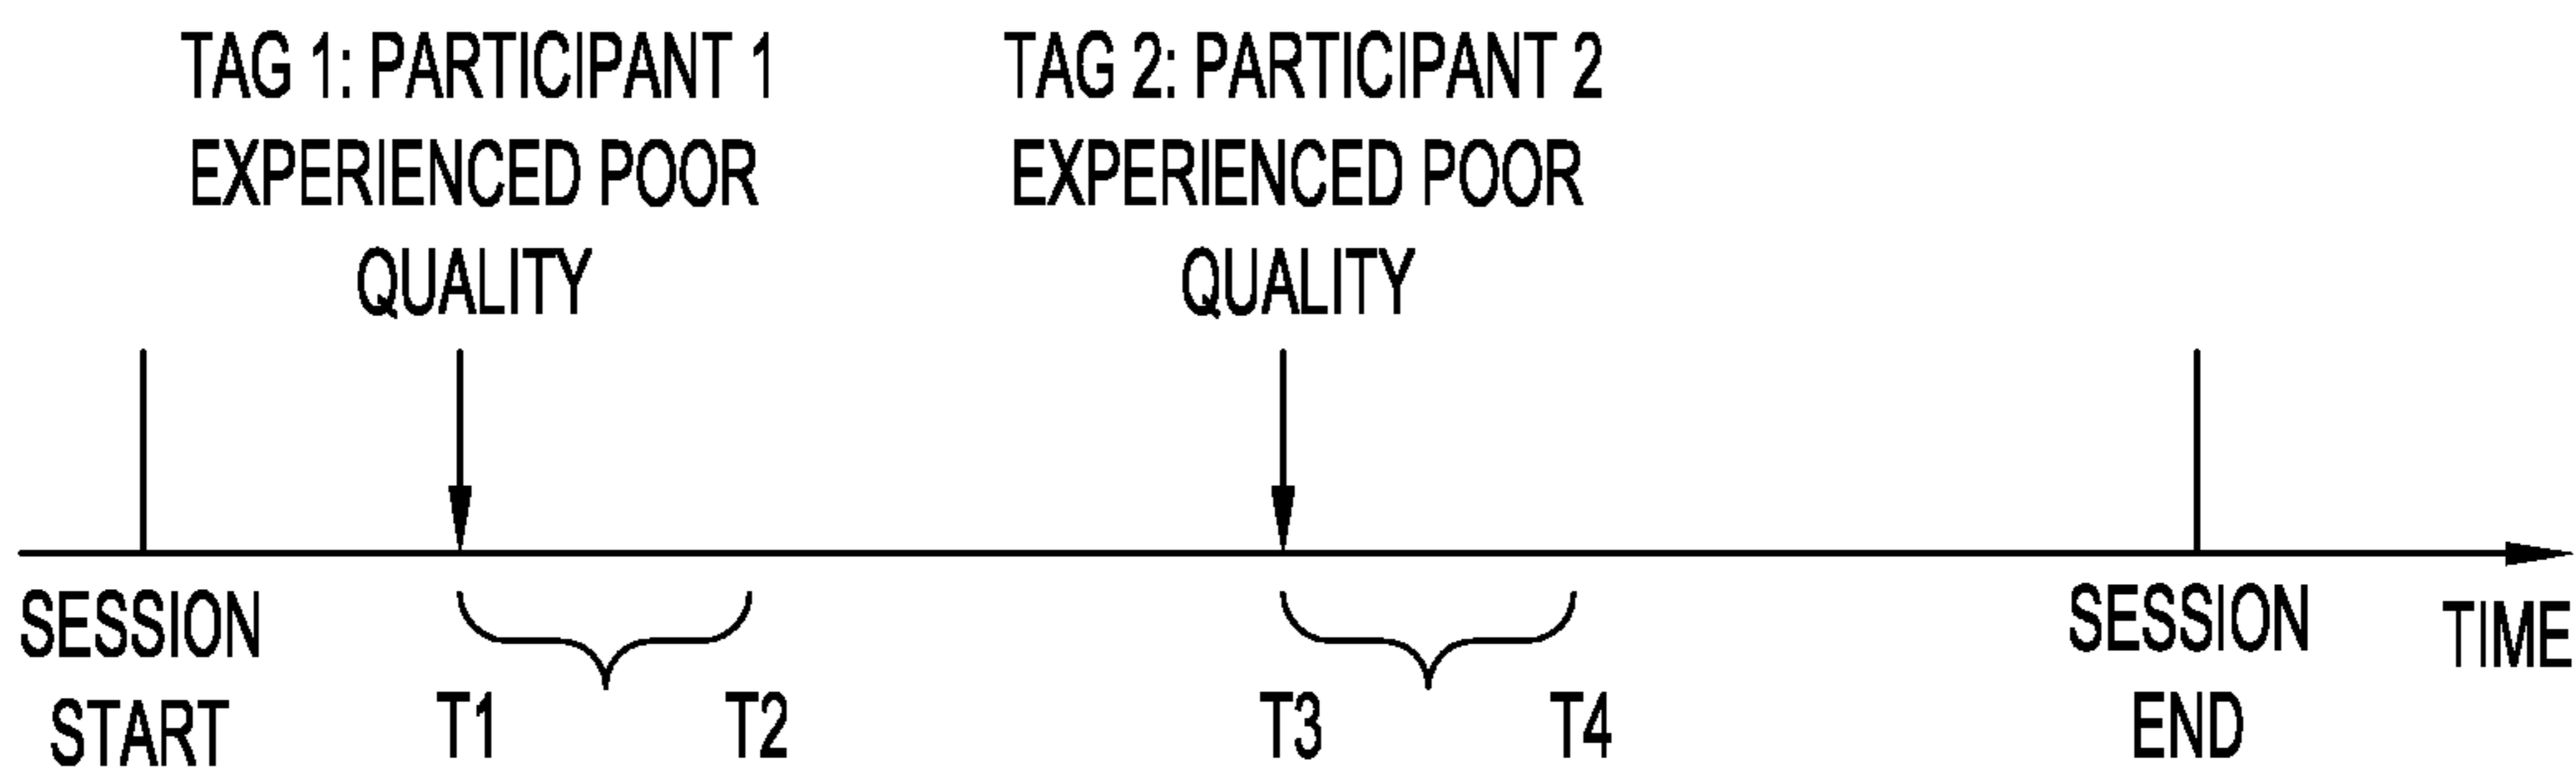 TAG 1: PARTICIPANT 1
EXPERIENCED POOR
QUALITY
TAG 2: PARTICIPANT 2
EXPERIENCED POOR
QUALITY
SESSION
START
T1
T2
T3
T4
SESSION
END
TIME